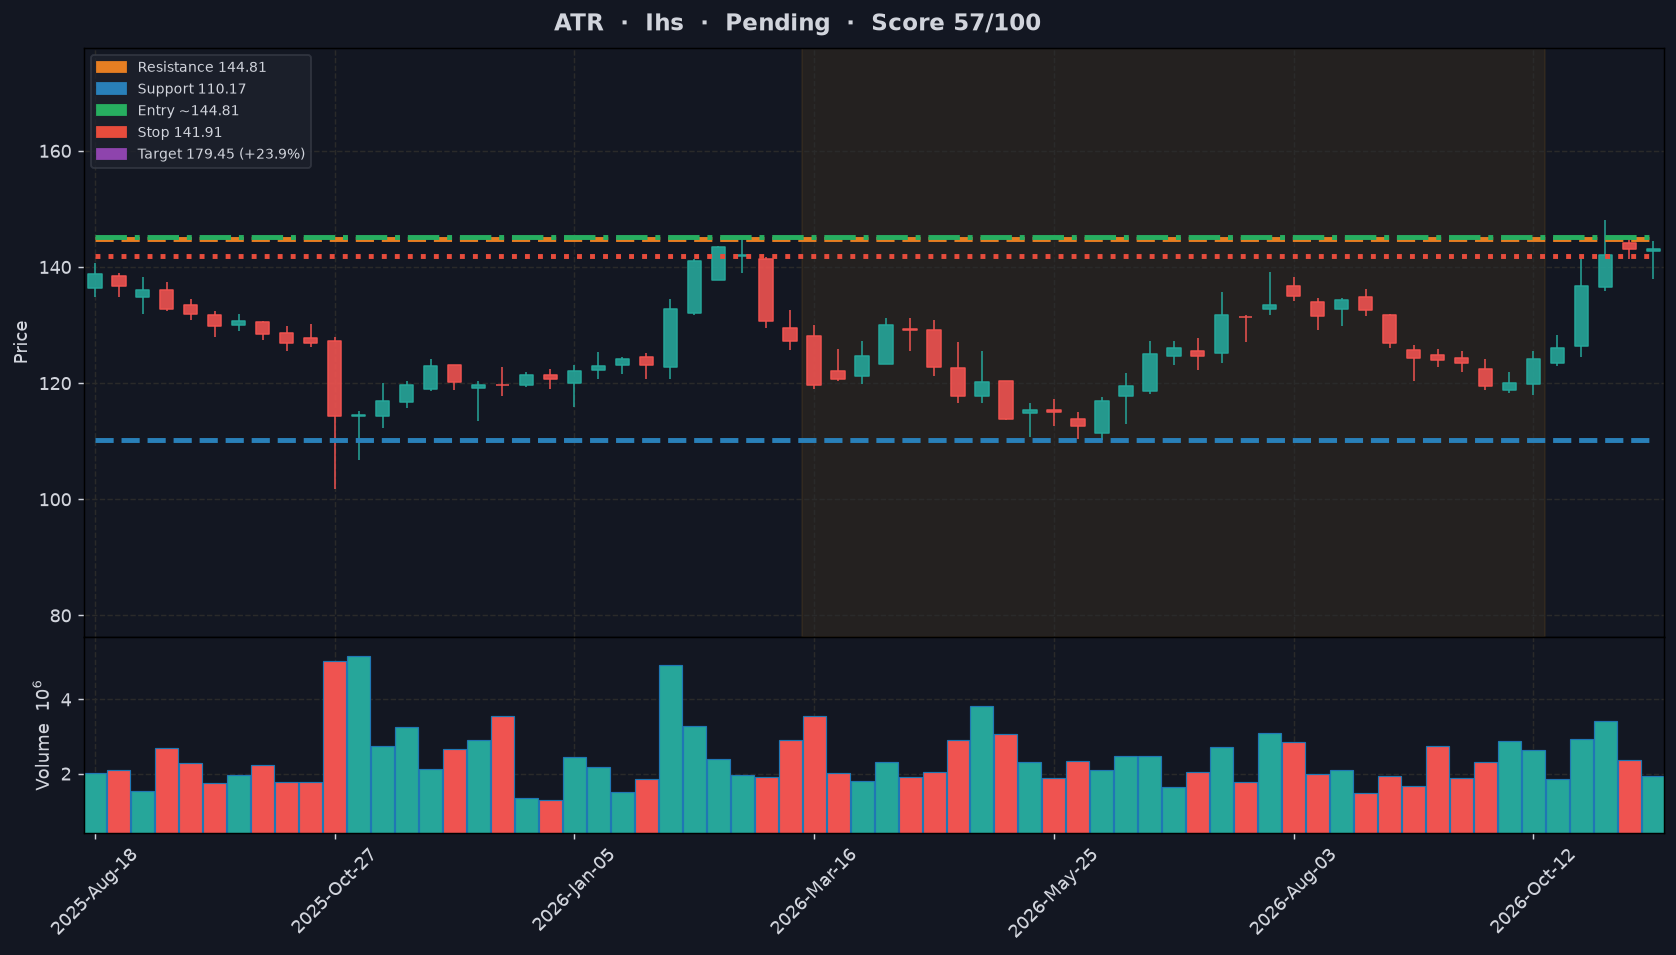 ATR · Ihs · Pending · Score 57/100
Resistance 144.81
Support 110.17
Entry ~144.81
Stop 141.91
Target 179.45 (+23.9%)
Price
160
140
120
100
80
Volume 10⁶
4
2
2025-Aug-18
2025-Oct-27
2026-Jan-05
2026-Mar-16
2026-May-25
2026-Aug-03
2026-Oct-12